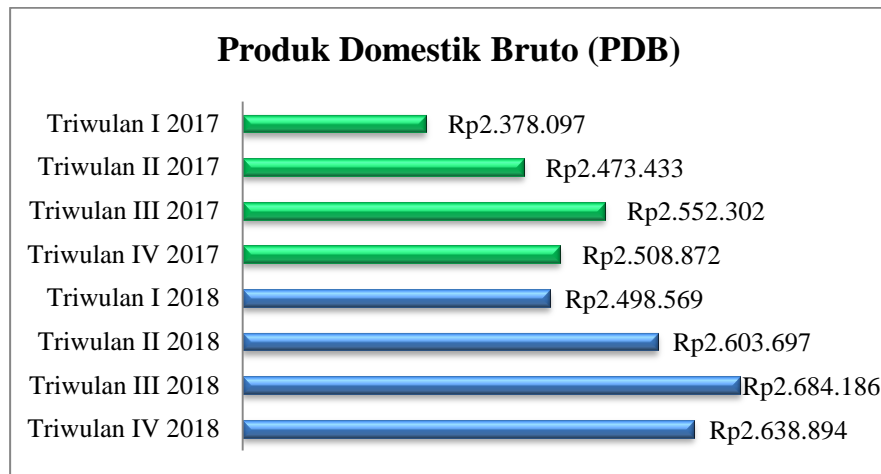 Produk Domestik Bruto (PDB)
Triwulan I 2017 Rp2.378.097
Triwulan II 2017 Rp2.473.433
Triwulan III 2017 Rp2.552.302
Triwulan IV 2017 Rp2.508.872
Triwulan I 2018 Rp2.498.569
Triwulan II 2018 Rp2.603.697
Triwulan III 2018 Rp2.684.186
Triwulan IV 2018 Rp2.638.894